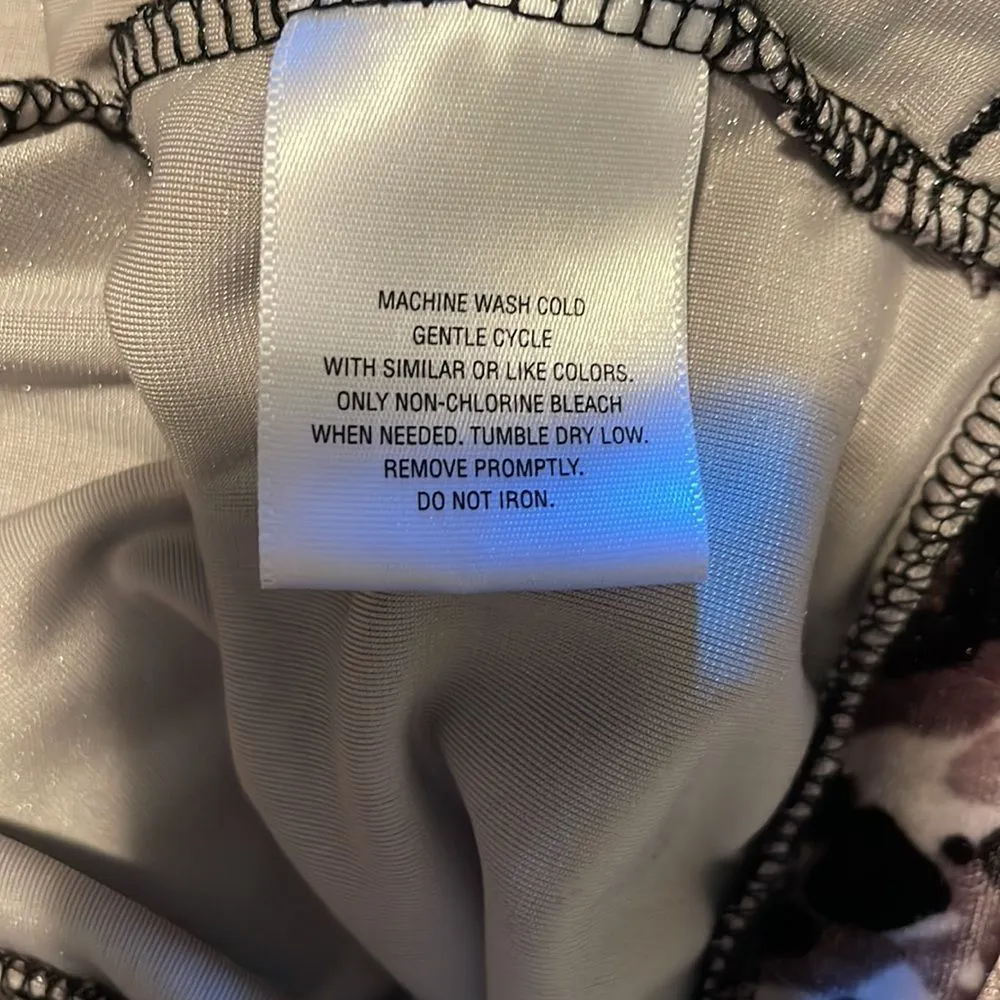 MACHINE WASH COLD
GENTLE CYCLE
WITH SIMILAR OR LIKE COLORS.
ONLY NON-CHLORINE BLEACH
WHEN NEEDED. TUMBLE DRY LOW.
REMOVE PROMPTLY.
DO NOT IRON.